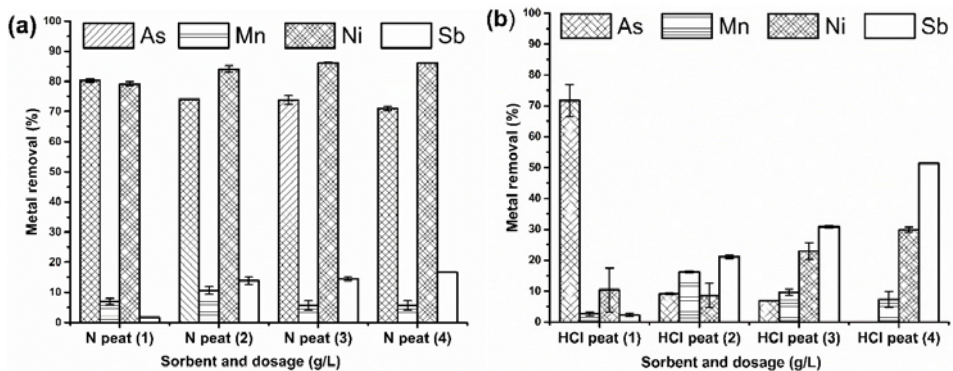 (a)
As Mn Ni Sb
Metal removal (%)
100
90
80
70
60
50
40
30
20
10
0
N peat (1) N peat (2) N peat (3) N peat (4)
Sorbent and dosage (g/L)
(b)
As Mn Ni Sb
Metal removal (%)
100
90
80
70
60
50
40
30
20
10
0
HCl peat (1) HCl peat (2) HCl peat (3) HCl peat (4)
Sorbent and dosage (g/L)